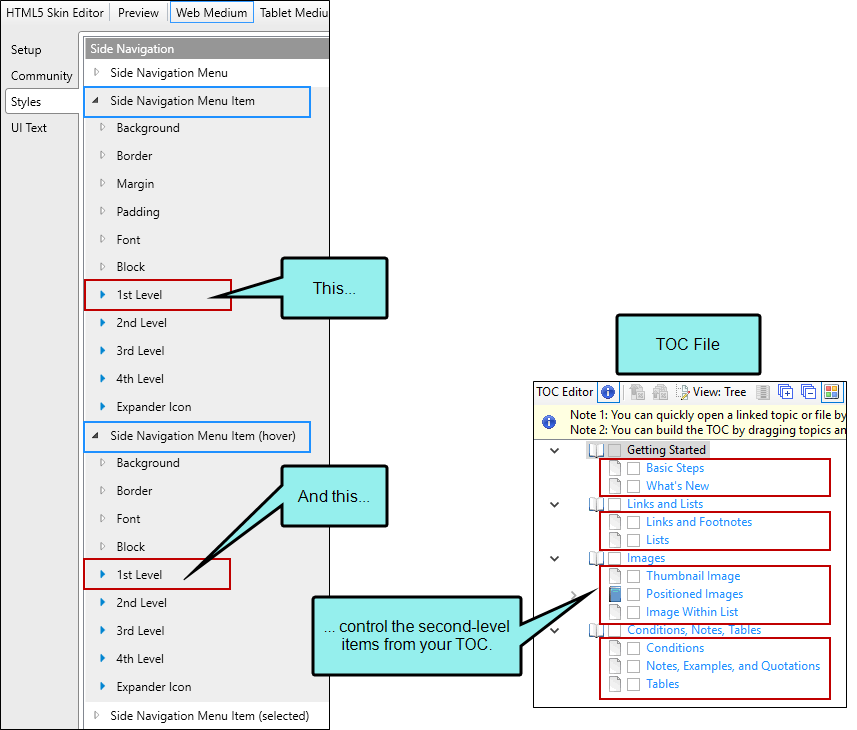 HTML5 Skin Editor Preview Web Medium Tablet Mediu
Setup
Community
Styles
UI Text
Side Navigation
Side Navigation Menu
Side Navigation Menu Item
Background
Border
Margin
Padding
Font
Block
1st Level
2nd Level
3rd Level
4th Level
Expander Icon
Side Navigation Menu Item (hover)
Background
Border
Font
Block
1st Level
2nd Level
3rd Level
4th Level
Expander Icon
Side Navigation Menu Item (selected)
This...
And this...
... control the second-level
items from your TOC.
TOC File
TOC Editor View: Tree
Note 1: You can quickly open a linked topic or file by
Note 2: You can build the TOC by dragging topics an
Getting Started
Basic Steps
What's New
Links and Lists
Links and Footnotes
Lists
Images
Thumbnail Image
Positioned Images
Image Within List
Conditions, Notes, Tables
Conditions
Notes, Examples, and Quotations
Tables